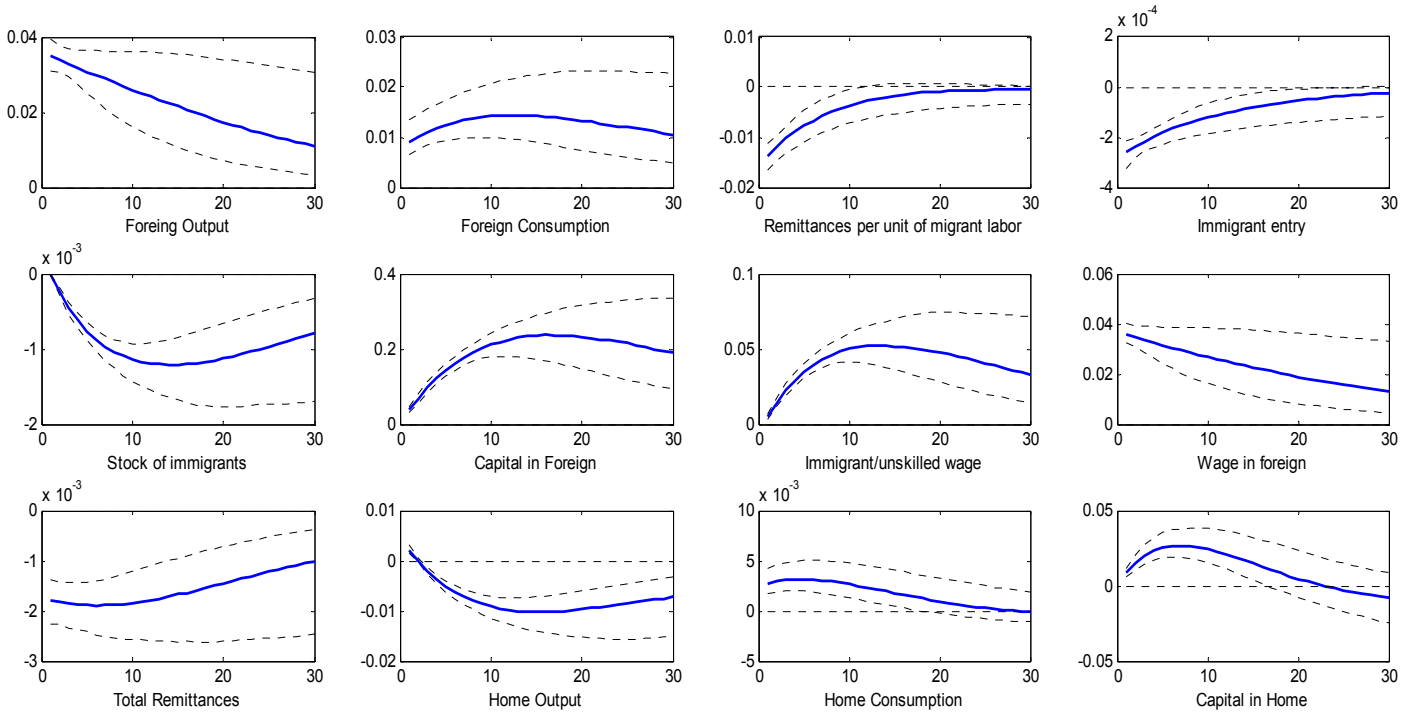 x 10^-4
0.04
0.02
0
0 10 20 30
Foreing Output
0.03
0.02
0.01
0
0 10 20 30
Foreign Consumption
0.01
0
-0.01
-0.02
0 10 20 30
Remittances per unit of migrant labor
2
0
-2
-4
0 10 20 30
Immigrant entry
x 10^-3
0
-1
-2
0 10 20 30
Stock of immigrants
0.4
0.2
0
0 10 20 30
Capital in Foreign
0.1
0.05
0
0 10 20 30
Immigrant/unskilled wage
0.06
0.04
0.02
0
0 10 20 30
Wage in foreign
x 10^-3
0
-1
-2
-3
0 10 20 30
Total Remittances
0.01
0
-0.01
-0.02
0 10 20 30
Home Output
x 10^-3
10
5
0
-5
0 10 20 30
Home Consumption
0.05
0
-0.05
0 10 20 30
Capital in Home